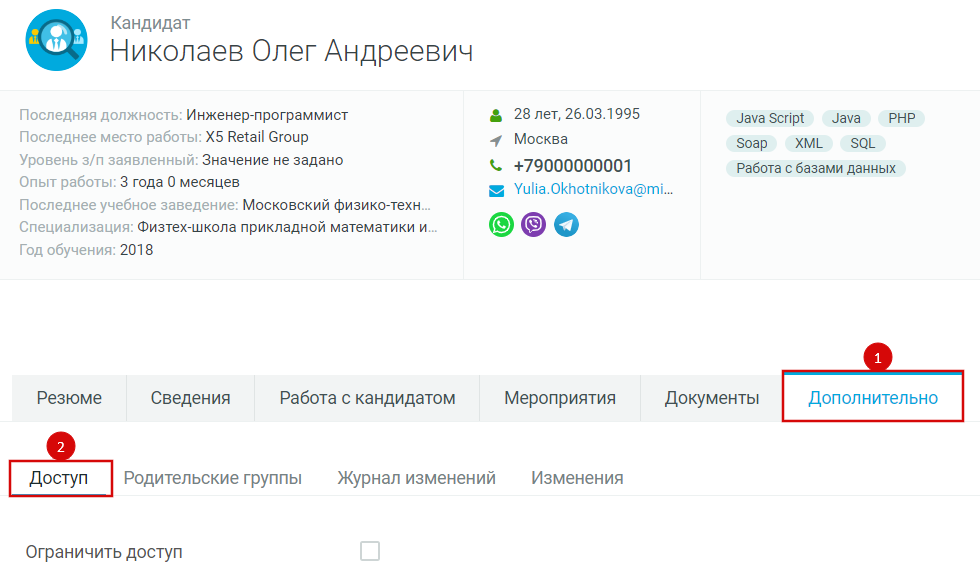 Кандидат
Николаев Олег Андреевич
Последняя должность: Инженер-программист
Последнее место работы: X5 Retail Group
Уровень з/п заявленный: Значение не задано
Опыт работы: 3 года 0 месяцев
Последнее учебное заведение: Московский физико-техн...
Специализация: Физтех-школа прикладной математики и...
Год обучения: 2018
28 лет, 26.03.1995
Москва
+79000000001
Yulia.Okhotnikova@mi...
Java Script Java PHP
Soap XML SQL
Работа с базами данных
1
Резюме Сведения Работа с кандидатом Мероприятия Документы Дополнительно
2
Доступ Родительские группы Журнал изменений Изменения
Ограничить доступ